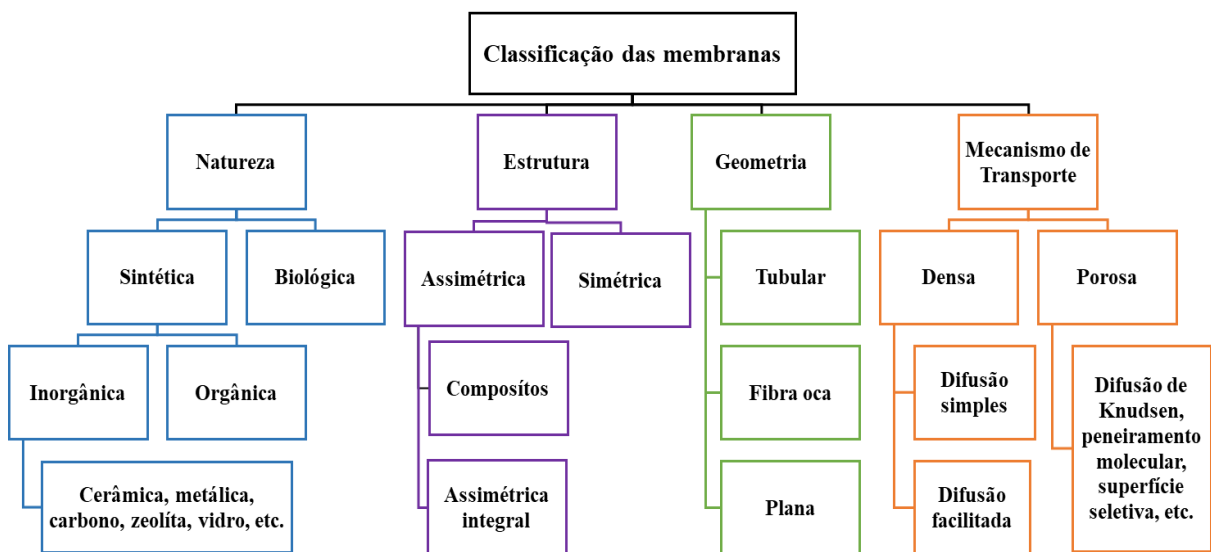 Classificação das membranas
Natureza
Estrutura
Geometria
Mecanismo de
Transporte
Sintética
Biológica
Assimétrica
Simétrica
Tubular
Densa
Porosa
Inorgânica
Orgânica
Composítos
Fibra oca
Difusão
simples
Difusão de
Knudsen,
peneiramento
molecular,
superfície
seletiva, etc.
Cerâmica, metálica,
carbono, zeolíta, vidro, etc.
Assimétrica
integral
Plana
Difusão
facilitada